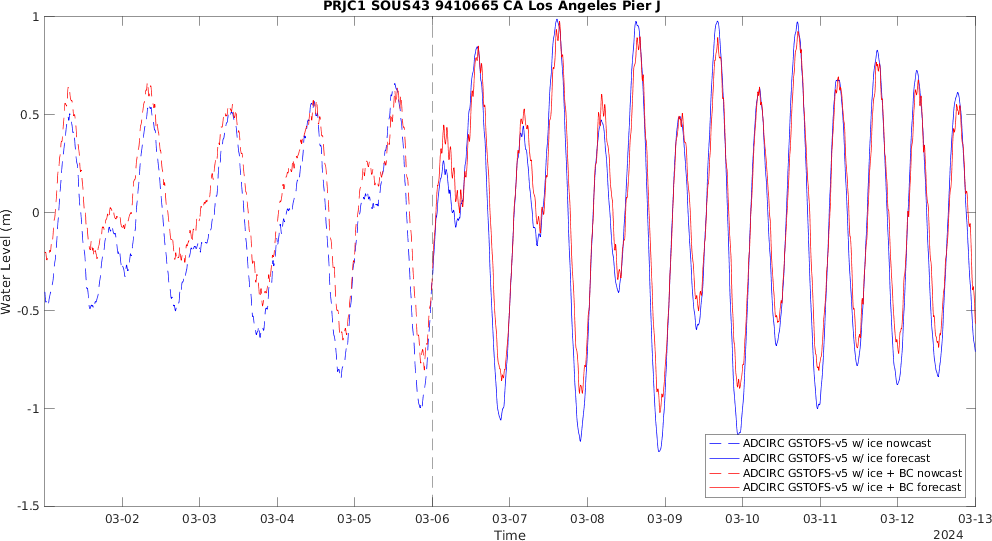 PRJC1 SOUS43 9410665 CA Los Angeles Pier J
1
0.5
0
-0.5
-1
-1.5
Water Level (m)
ADCIRC GSTOFS-v5 w/ ice nowcast
ADCIRC GSTOFS-v5 w/ ice forecast
ADCIRC GSTOFS-v5 w/ ice + BC nowcast
ADCIRC GSTOFS-v5 w/ ice + BC forecast
03-02 03-03 03-04 03-05 03-06 03-07 03-08 03-09 03-10 03-11 03-12 03-13
Time
2024